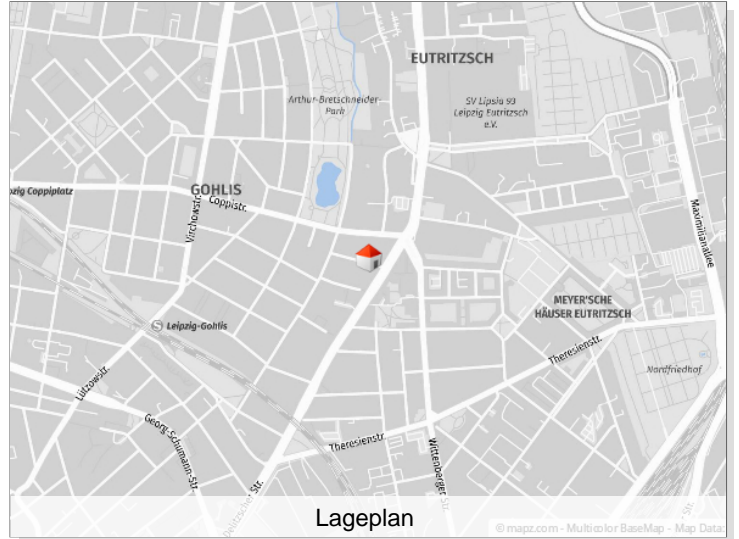 EUTRITZSCH
Arthur-Bretschneider-
Park
SV Lipsia 93
Leipzig Eutritzsch
e.V.
zig Coppiplatz
GOHLIS
Coppistr.
Virchowstr.
Maximilianallee
MEYER'SCHE
HÄUSER EUTRITZSCH
S Leipzig-Gohlis
Theresienstr.
Nordfriedhof
Lützowstr.
Georg-Schumann-Str.
Theresienstr.
Wittenberger Str.
Delitzscher Str.
Str.
Lageplan
© mapz.com - Multicolor BaseMap - Map Data: